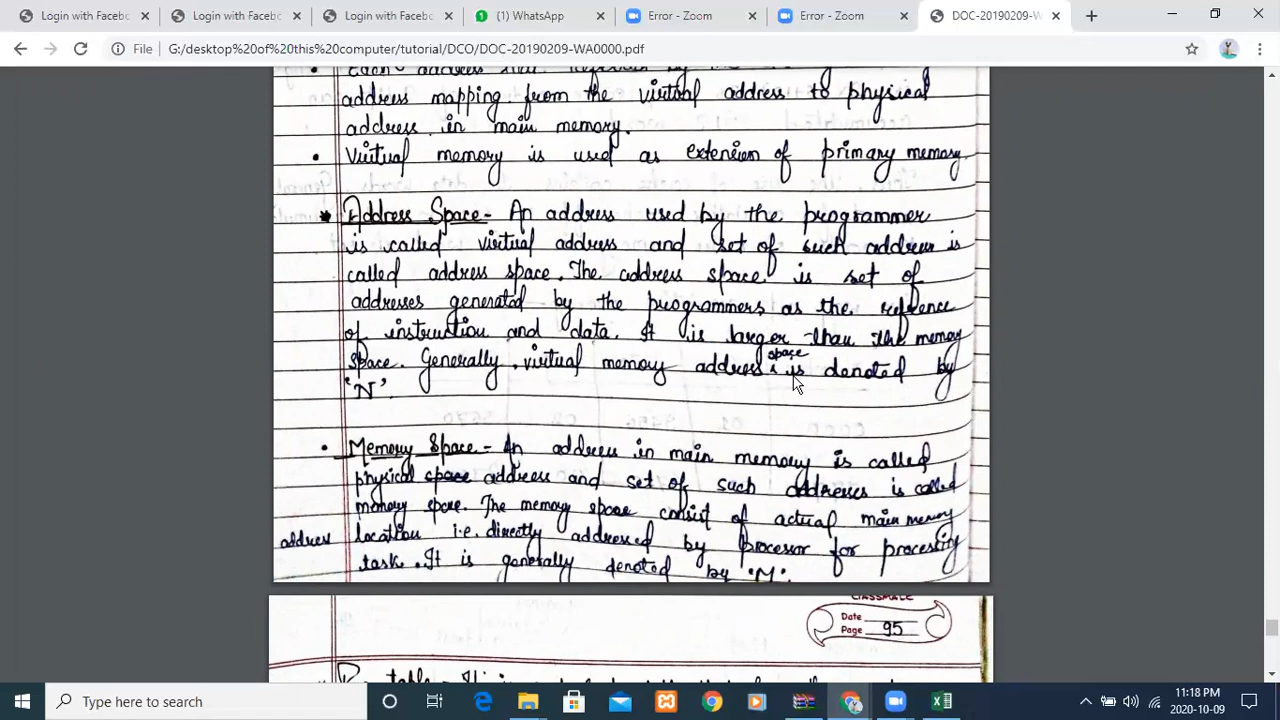 Login with Facebo
Login with Facebo
Login with Facebo
(1) WhatsApp
Error - Zoom
Error - Zoom
DOC-20190209-WA
File
G:/desktop%20of%20this%20computer/tutorial/DCO/DOC-20190209-WA0000.pdf
address mapping from the virtual address to physical
address in main memory.
• Virtual memory is used as extension of primary memory.
Address Space - An address used by the programmer
is called virtual address and set of such address is
called address space. The address space is set of
addresses generated by the programmers as the reference
of instruction and data. It is larger than the memory
space. Generally virtual memory address space is denoted by
'N'.
• Memory Space - An address in main memory is called
physical space address and set of such addresses is called
memory space. The memory space consist of actual main memory
address location i.e. directly addressed by processor for processing
task. It is generally denoted by 'M'.
CLASSMATE
Date
Page 95
table - It is
Type here to search
11:18 PM
2020-10-09